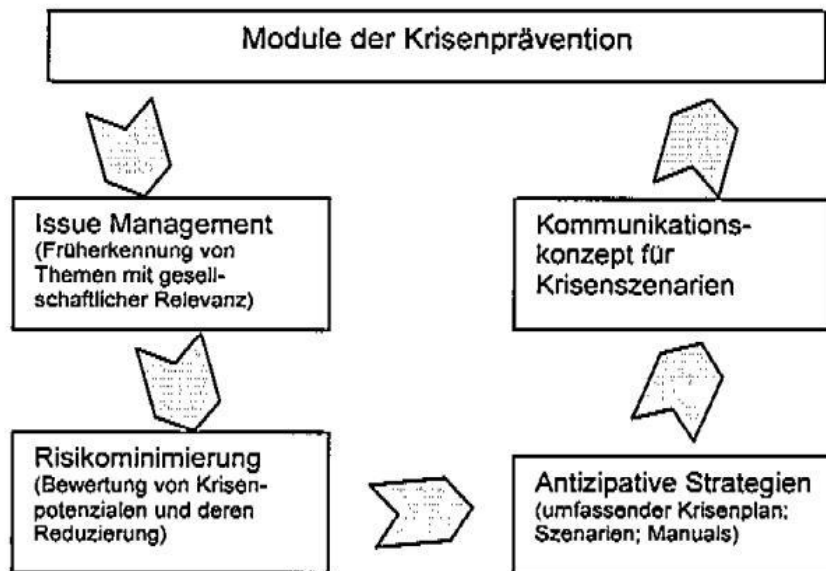 Module der Krisenprävention
Issue Management
(Früherkennung von
Themen mit gesell-
schaftlicher Relevanz)
Risikominimierung
(Bewertung von Krisen-
potenzialen und deren
Reduzierung)
Antizipative Strategien
(umfassender Krisenplan;
Szenarien; Manuals)
Kommunikations-
konzept für
Krisenszenarien